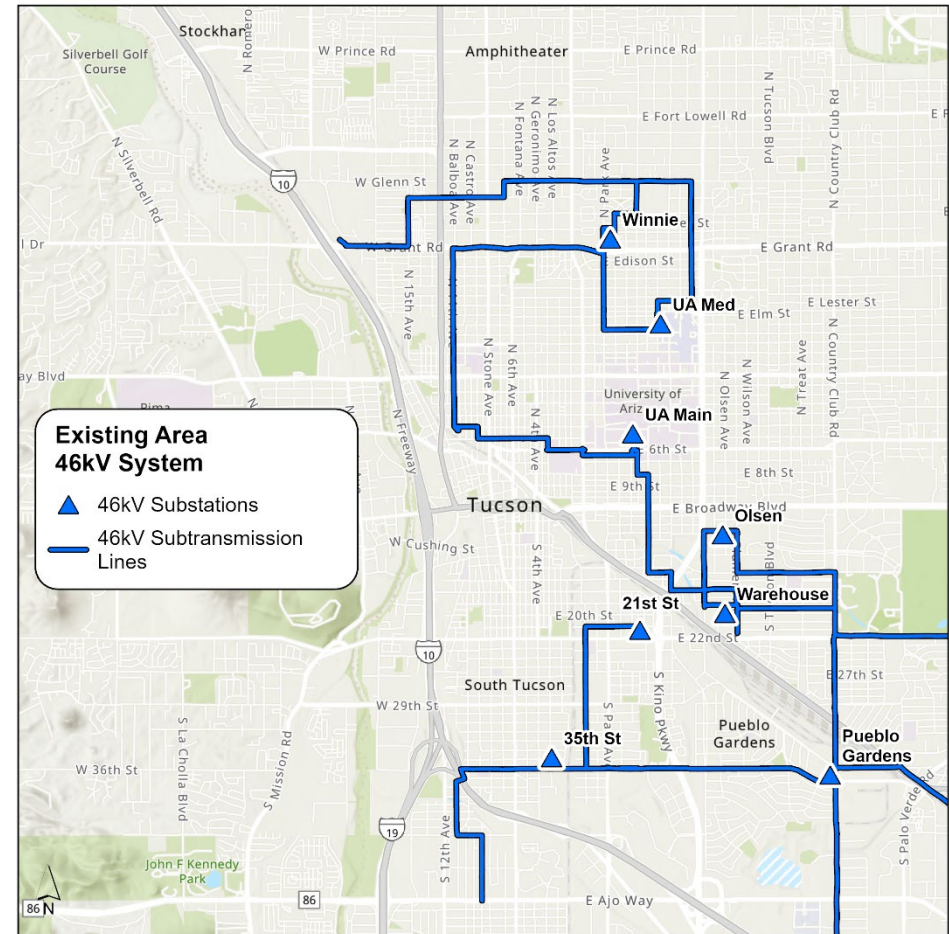 Stockham
N Romero
W Prince Rd
Amphitheater
E Prince Rd
Silverbell Golf
Course
N Silverbell Rd
N Tucson Blvd
N Country Club Rd
E Fort Lowell Rd
N Los Altos Ave
N Geronimo Ave
N Fontana Ave
N Castro Ave
N Balboa Ave
10
W Glenn St
N Park Ave
Winnie
W Grant Rd
E Grant Rd
E Edison St
N 15th Ave
UA Med
E Elm St
E Lester St
N Stone Ave
N 6th Ave
N 4th Ave
N Freeway
N Olsen Ave
N Wilson Ave
N Treat Ave
N Country Club Rd
ay Blvd
Pima
University of
Ariz
UA Main
6th St
E 8th St
E 9th St
Existing Area
46kV System
46kV Substations
46kV Subtransmission
Lines
Tucson
E Broadway Blvd
Olsen
W Cushing St
S 4th Ave
Warehouse
21st St
E 20th St
E 22nd St
10
South Tucson
E 27th St
W 29th St
S Kino Pkwy
Pueblo
Gardens
Pueblo
Gardens
35th St
W 36th St
S La Cholla Blvd
S Mission Rd
S 12th Ave
S Palo Verde Rd
19
John F Kennedy
Park
86
86
N
E Ajo Way